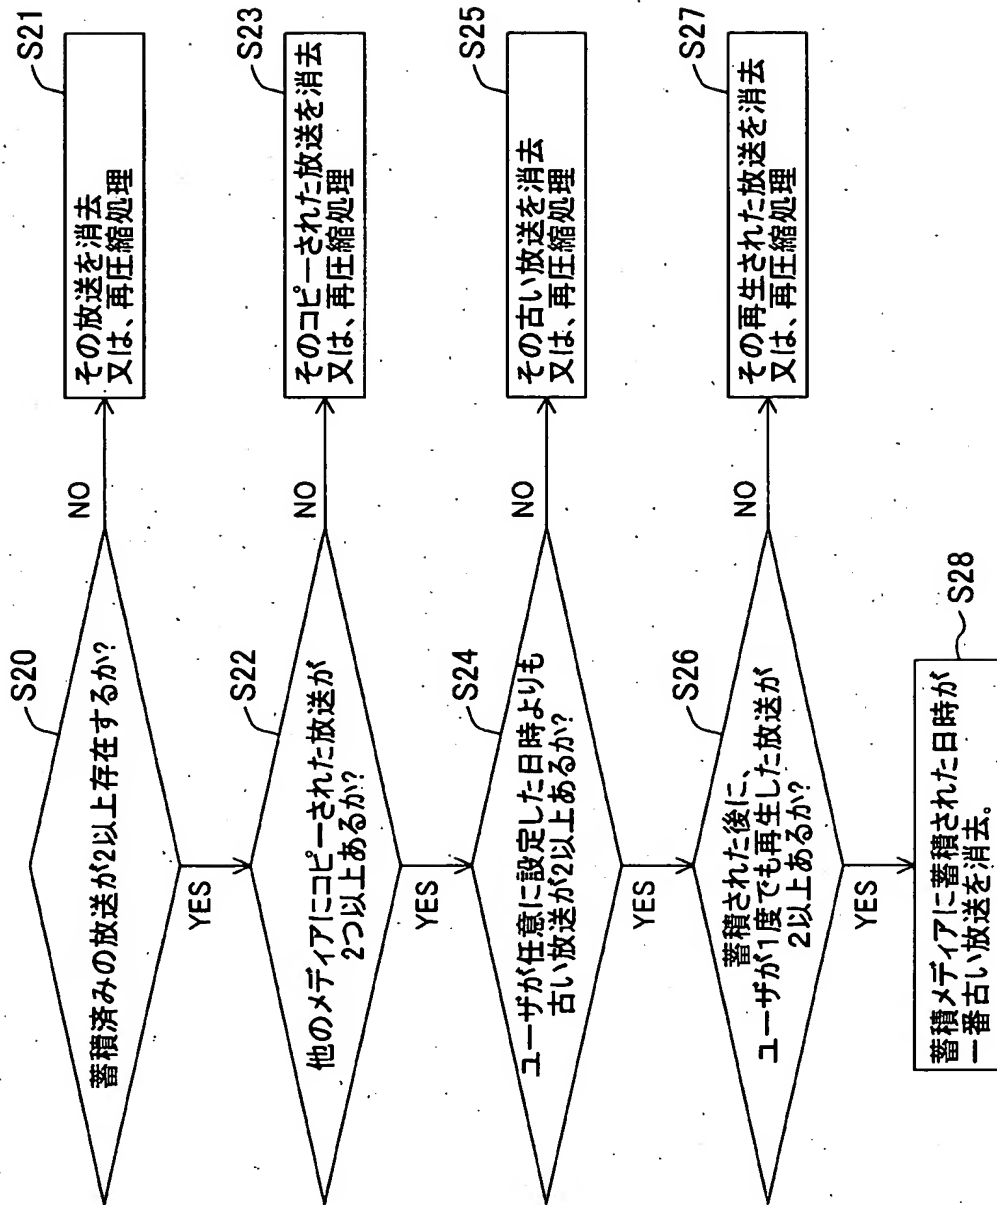 S20
蓄積済みの放送が2以上存在するか?
NO
S21
その放送を消去
又は、再圧縮処理
YES
S22
他のメディアにコピーされた放送が
2つ以上あるか?
NO
S23
そのコピーされた放送を消去
又は、再圧縮処理
YES
S24
ユーザが任意に設定した日時よりも
古い放送が2以上あるか?
NO
S25
その古い放送を消去
又は、再圧縮処理
YES
S26
蓄積された後に、
ユーザが1度でも再生した放送が
2以上あるか?
NO
S27
その再生された放送を消去
又は、再圧縮処理
YES
S28
蓄積メディアに蓄積された日時が
一番古い放送を消去。